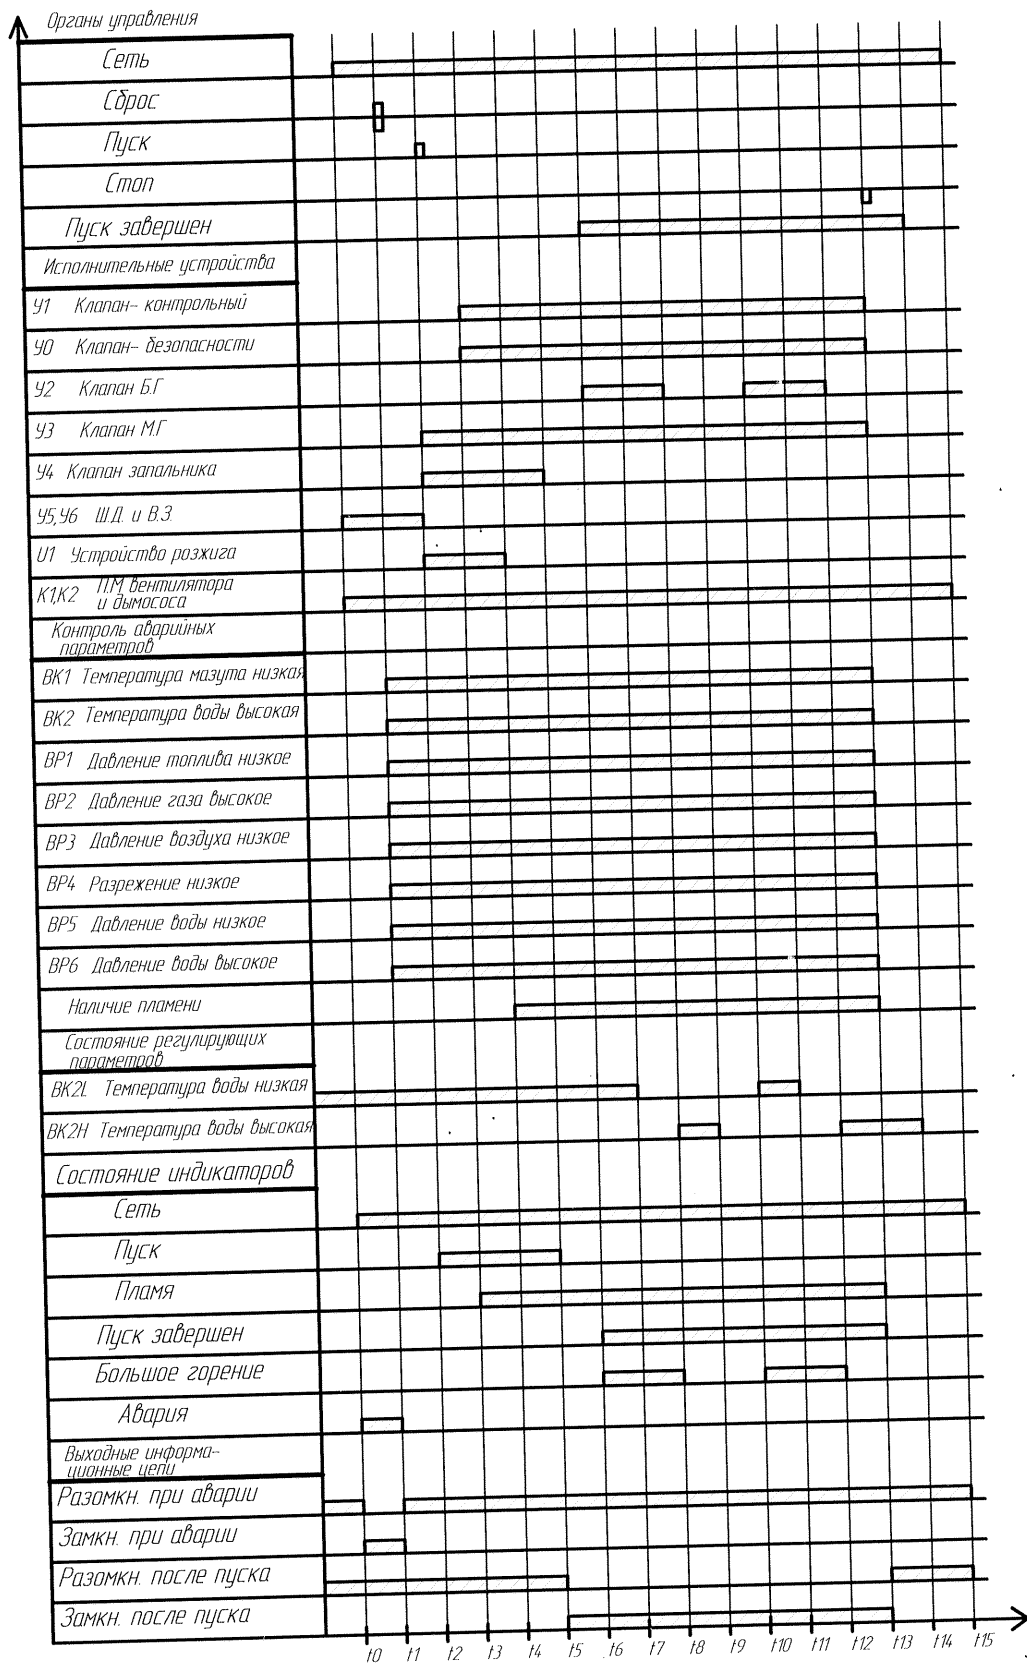 Органы управления
Сеть
Сброс
Пуск
Стоп
Пуск завершен
Исполнительные устройства
У1 Клапан- контрольный
У0 Клапан- безопасности
У2 Клапан Б.Г
У3 Клапан М.Г
У4 Клапан запальника
У5,У6 Ш.Д. и В.З.
U1 Устройство розжига
К1,К2 П.М вентилятора
и дымососа
Контроль аварийных
параметров
ВК1 Температура мазута низкая
ВК2 Температура воды высокая
ВР1 Давление топлива низкое
ВР2 Давление газа высокое
ВР3 Давление воздуха низкое
ВР4 Разрежение низкое
ВР5 Давление воды низкое
ВР6 Давление воды высокое
Наличие пламени
Состояние регулирующих
параметров
ВК2L Температура воды низкая
ВК2Н Температура воды высокая
Состояние индикаторов
Сеть
Пуск
Пламя
Пуск завершен
Большое горение
Авария
Выходные информа-
ционные цепи
Разомкн. при аварии
Замкн. при аварии
Разомкн. после пуска
Замкн. после пуска
t0 t1 t2 t3 t4 t5 t6 t7 t8 t9 t10 t11 t12 t13 t14 t15